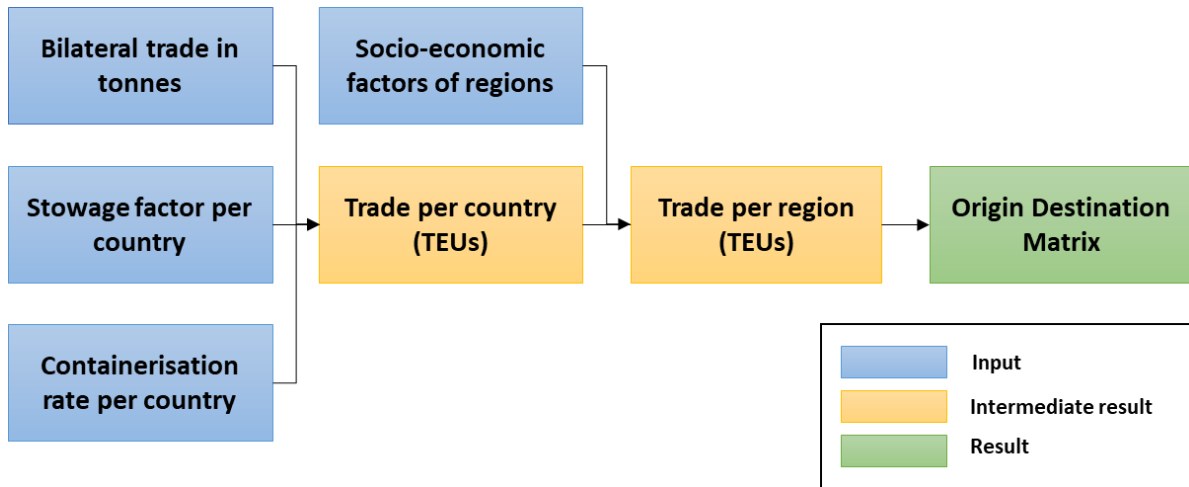 Bilateral trade in
tonnes
Socio-economic
factors of regions
Stowage factor per
country
Trade per country
(TEUs)
Trade per region
(TEUs)
Origin Destination
Matrix
Containerisation
rate per country
Input
Intermediate result
Result